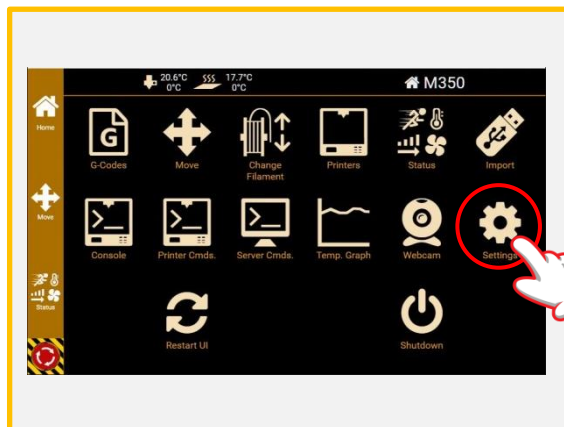 20.6°C
0°C
17.7°C
0°C
M350
Home
G
G-Codes
Move
Change
Filament
Printers
Status
Import
Move
Console
Printer Cmds.
Server Cmds.
Temp. Graph
Webcam
Settings
Status
Restart UI
Shutdown